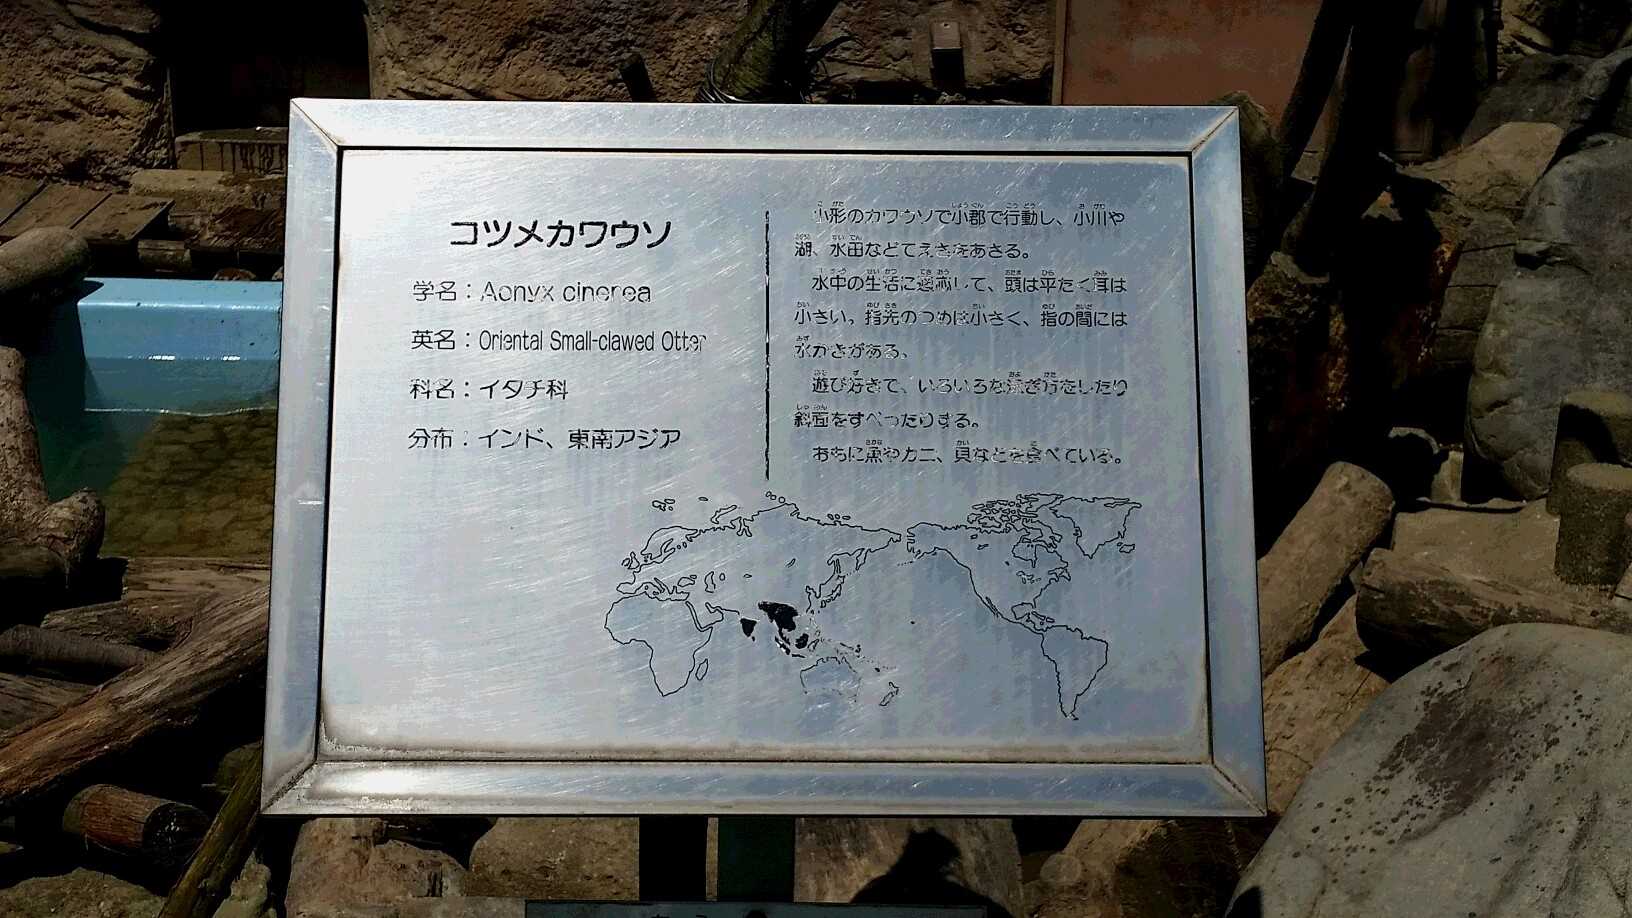 コツメカワウソ
学名：Aonyx cinerea
英名：Oriental Small-clawed Otter
科名：イタチ科
分布：インド、東南アジア
小形のカワウソで小郡で行動し、小川や
湖、水田などでえさをあさる。
水中の生活に適応して、頭は平たく耳は
小さい。指先のつめは小さく、指の間には
水かきがある。
遊び好きで、いろいろな泳ぎ方をしたり
斜面をすべったりする。
おもに魚やカニ、貝などを食べている。